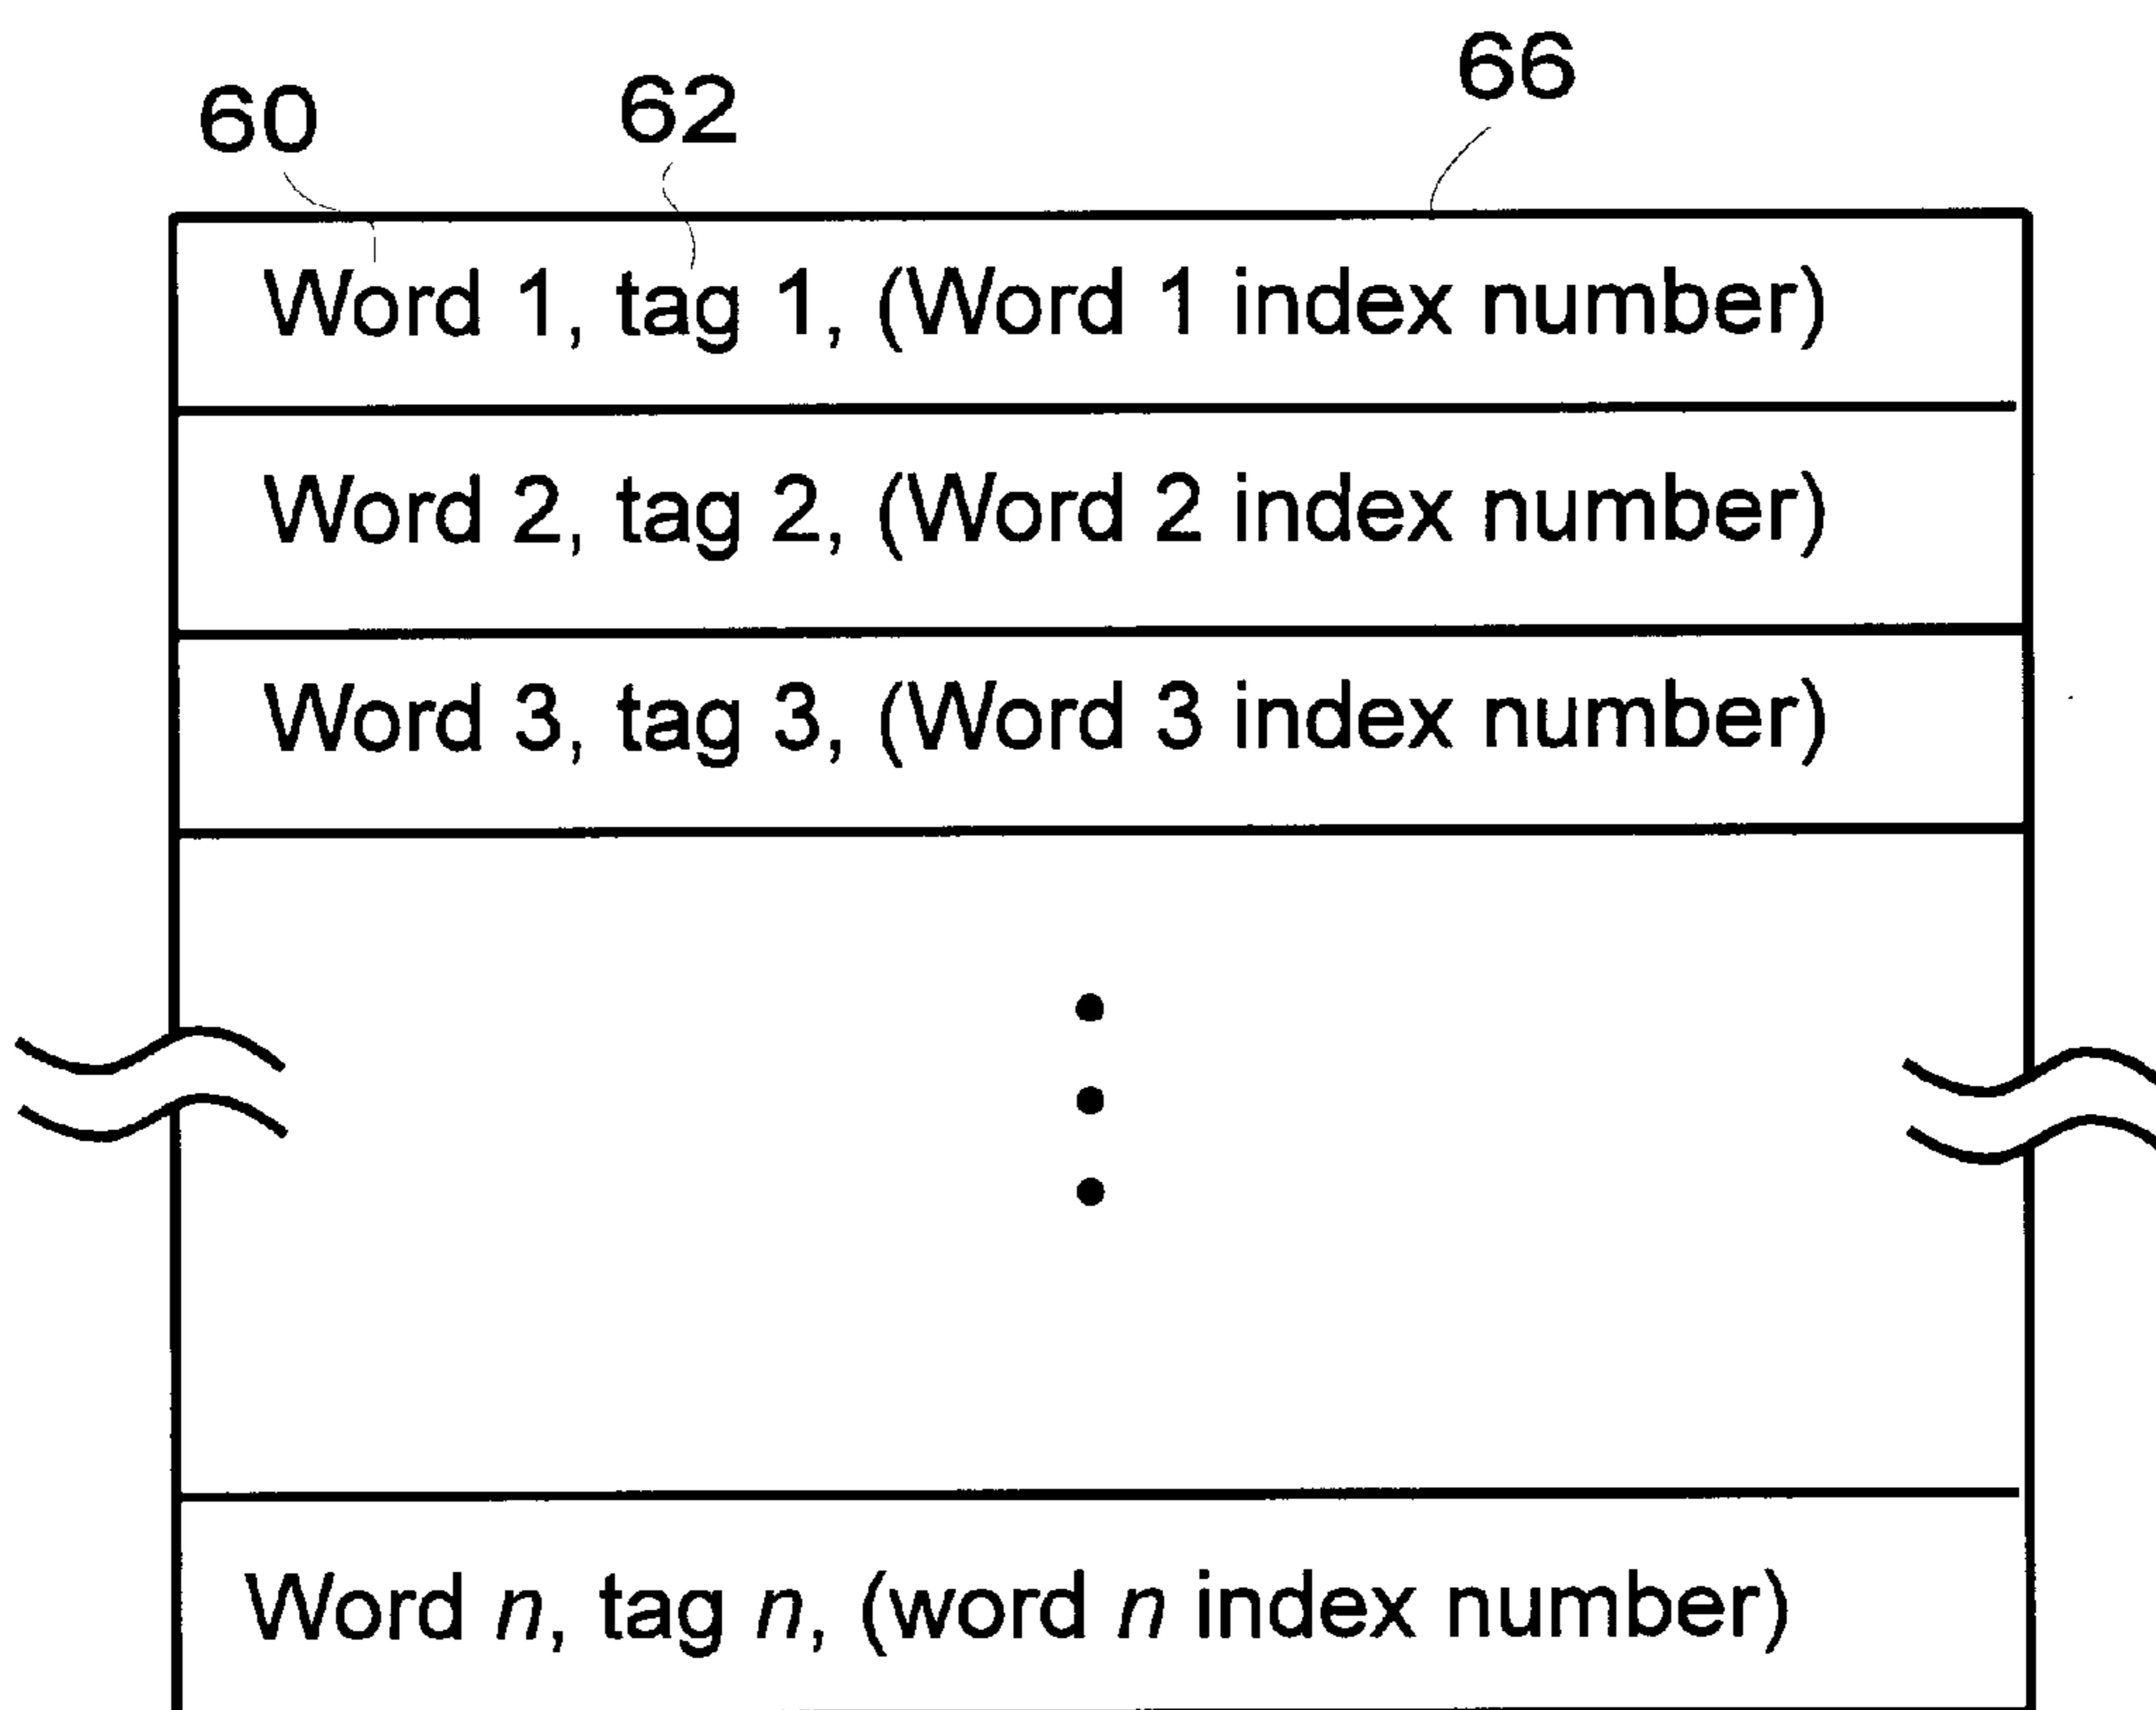 60 62 66
Word 1, tag 1, (Word 1 index number)
Word 2, tag 2, (Word 2 index number)
Word 3, tag 3, (Word 3 index number)
Word n, tag n, (word n index number)